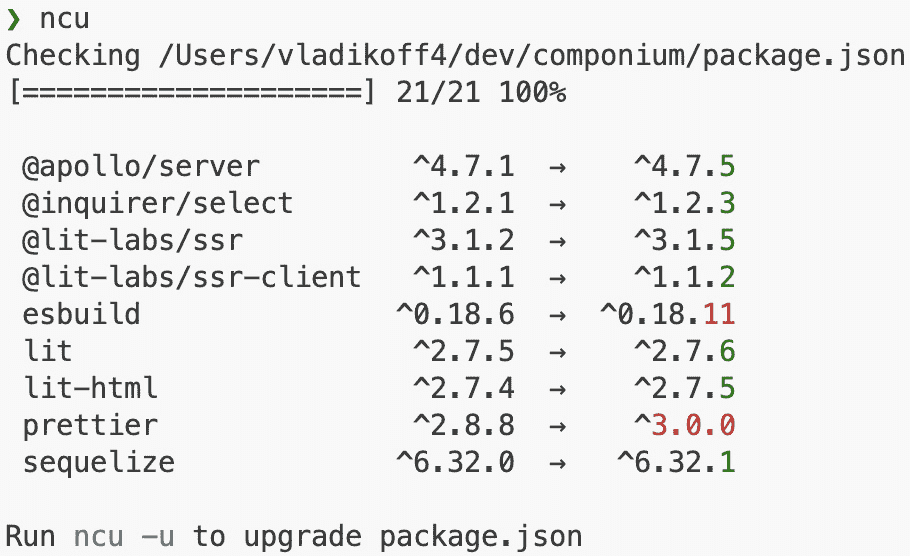 ❯ ncu
Checking /Users/vladikoff4/dev/componium/package.json
[====================] 21/21 100%
@apollo/server ^4.7.1 → ^4.7.5
@inquirer/select ^1.2.1 → ^1.2.3
@lit-labs/ssr ^3.1.2 → ^3.1.5
@lit-labs/ssr-client ^1.1.1 → ^1.1.2
esbuild ^0.18.6 → ^0.18.11
lit ^2.7.5 → ^2.7.6
lit-html ^2.7.4 → ^2.7.5
prettier ^2.8.8 → ^3.0.0
sequelize ^6.32.0 → ^6.32.1
Run ncu -u to upgrade package.json